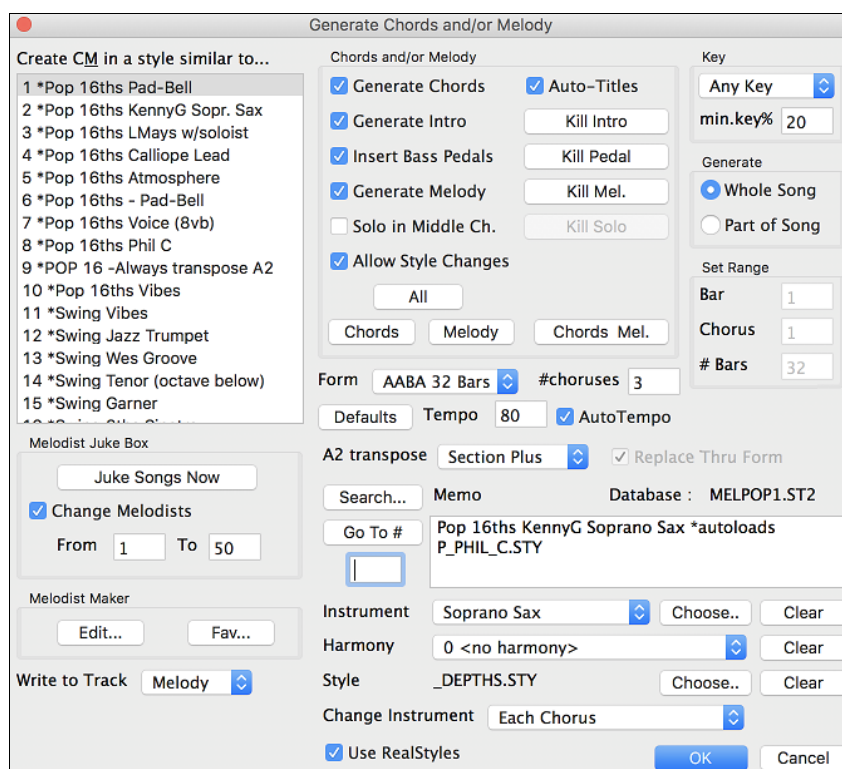 Generate Chords and/or Melody
Create CM in a style similar to...
1 *Pop 16ths Pad-Bell
2 *Pop 16ths KennyG Sopr. Sax
3 *Pop 16ths LMays w/soloist
4 *Pop 16ths Calliope Lead
5 *Pop 16ths Atmosphere
6 *Pop 16ths - Pad-Bell
7 *Pop 16ths Voice (8vb)
8 *Pop 16ths Phil C
9 *POP 16 -Always transpose A2
10 *Pop 16ths Vibes
11 *Swing Vibes
12 *Swing Jazz Trumpet
13 *Swing Wes Groove
14 *Swing Tenor (octave below)
15 *Swing Garner
Melodist Juke Box
Juke Songs Now
Change Melodists
From 1 To 50
Melodist Maker
Edit... Fav...
Write to Track Melody
Chords and/or Melody
Generate Chords Auto-Titles
Generate Intro Kill Intro
Insert Bass Pedals Kill Pedal
Generate Melody Kill Mel.
Solo in Middle Ch. Kill Solo
Allow Style Changes
All
Chords Melody Chords Mel.
Form AABA 32 Bars #choruses 3
Defaults Tempo 80 AutoTempo
A2 transpose Section Plus Replace Thru Form
Search... Memo Database : MELPOP1.ST2
Go To #
Pop 16ths KennyG Soprano Sax *autoloads
P_PHIL_C.STY
Instrument Soprano Sax Choose.. Clear
Harmony 0 <no harmony> Clear
Style _DEPTHS.STY Choose.. Clear
Change Instrument Each Chorus
Use RealStyles
OK Cancel
Key
Any Key
min.key% 20
Generate
Whole Song
Part of Song
Set Range
Bar 1
Chorus 1
# Bars 32